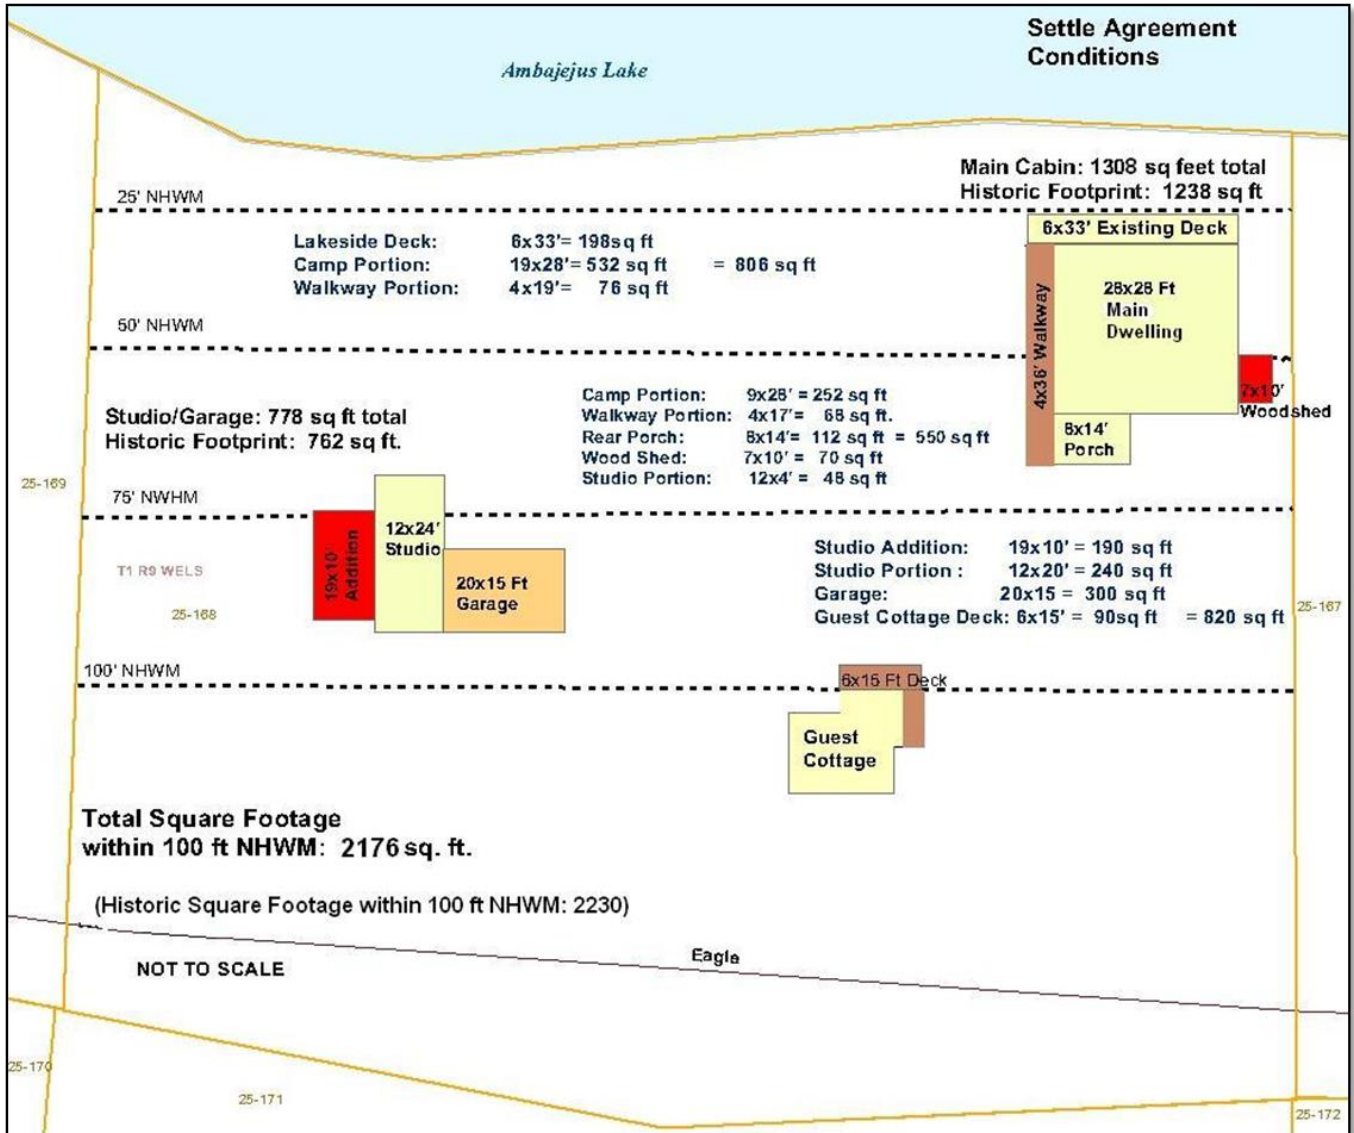 Settle Agreement
Conditions
Ambajejus Lake
Main Cabin: 1308 sq feet total
Historic Footprint: 1238 sq ft
25' NHWM
6x33' Existing Deck
Lakeside Deck: 6x33'= 198sq ft
Camp Portion: 19x28'= 532 sq ft = 806 sq ft
Walkway Portion: 4x19'= 76 sq ft
4x36' Walkway
28x28 Ft
Main
Dwelling
50' NHWM
7x10'
Woodshed
8x14'
Porch
Camp Portion: 9x28' = 252 sq ft
Walkway Portion: 4x17'= 68 sq ft.
Rear Porch: 8x14'= 112 sq ft = 550 sq ft
Wood Shed: 7x10' = 70 sq ft
Studio Portion: 12x4' = 48 sq ft
Studio/Garage: 778 sq ft total
Historic Footprint: 762 sq ft.
25-169
75' NWHM
19x10'
Addition
12x24'
Studio
20x15 Ft
Garage
T1 R9 WELS
25-168
Studio Addition: 19x10' = 190 sq ft
Studio Portion : 12x20' = 240 sq ft
Garage: 20x15 = 300 sq ft
Guest Cottage Deck: 6x15' = 90sq ft = 820 sq ft
25-167
100' NHWM
6x15 Ft Deck
Guest
Cottage
Total Square Footage
within 100 ft NHWM: 2176 sq. ft.
(Historic Square Footage within 100 ft NHWM: 2230)
Eagle
NOT TO SCALE
25-170
25-171
25-172